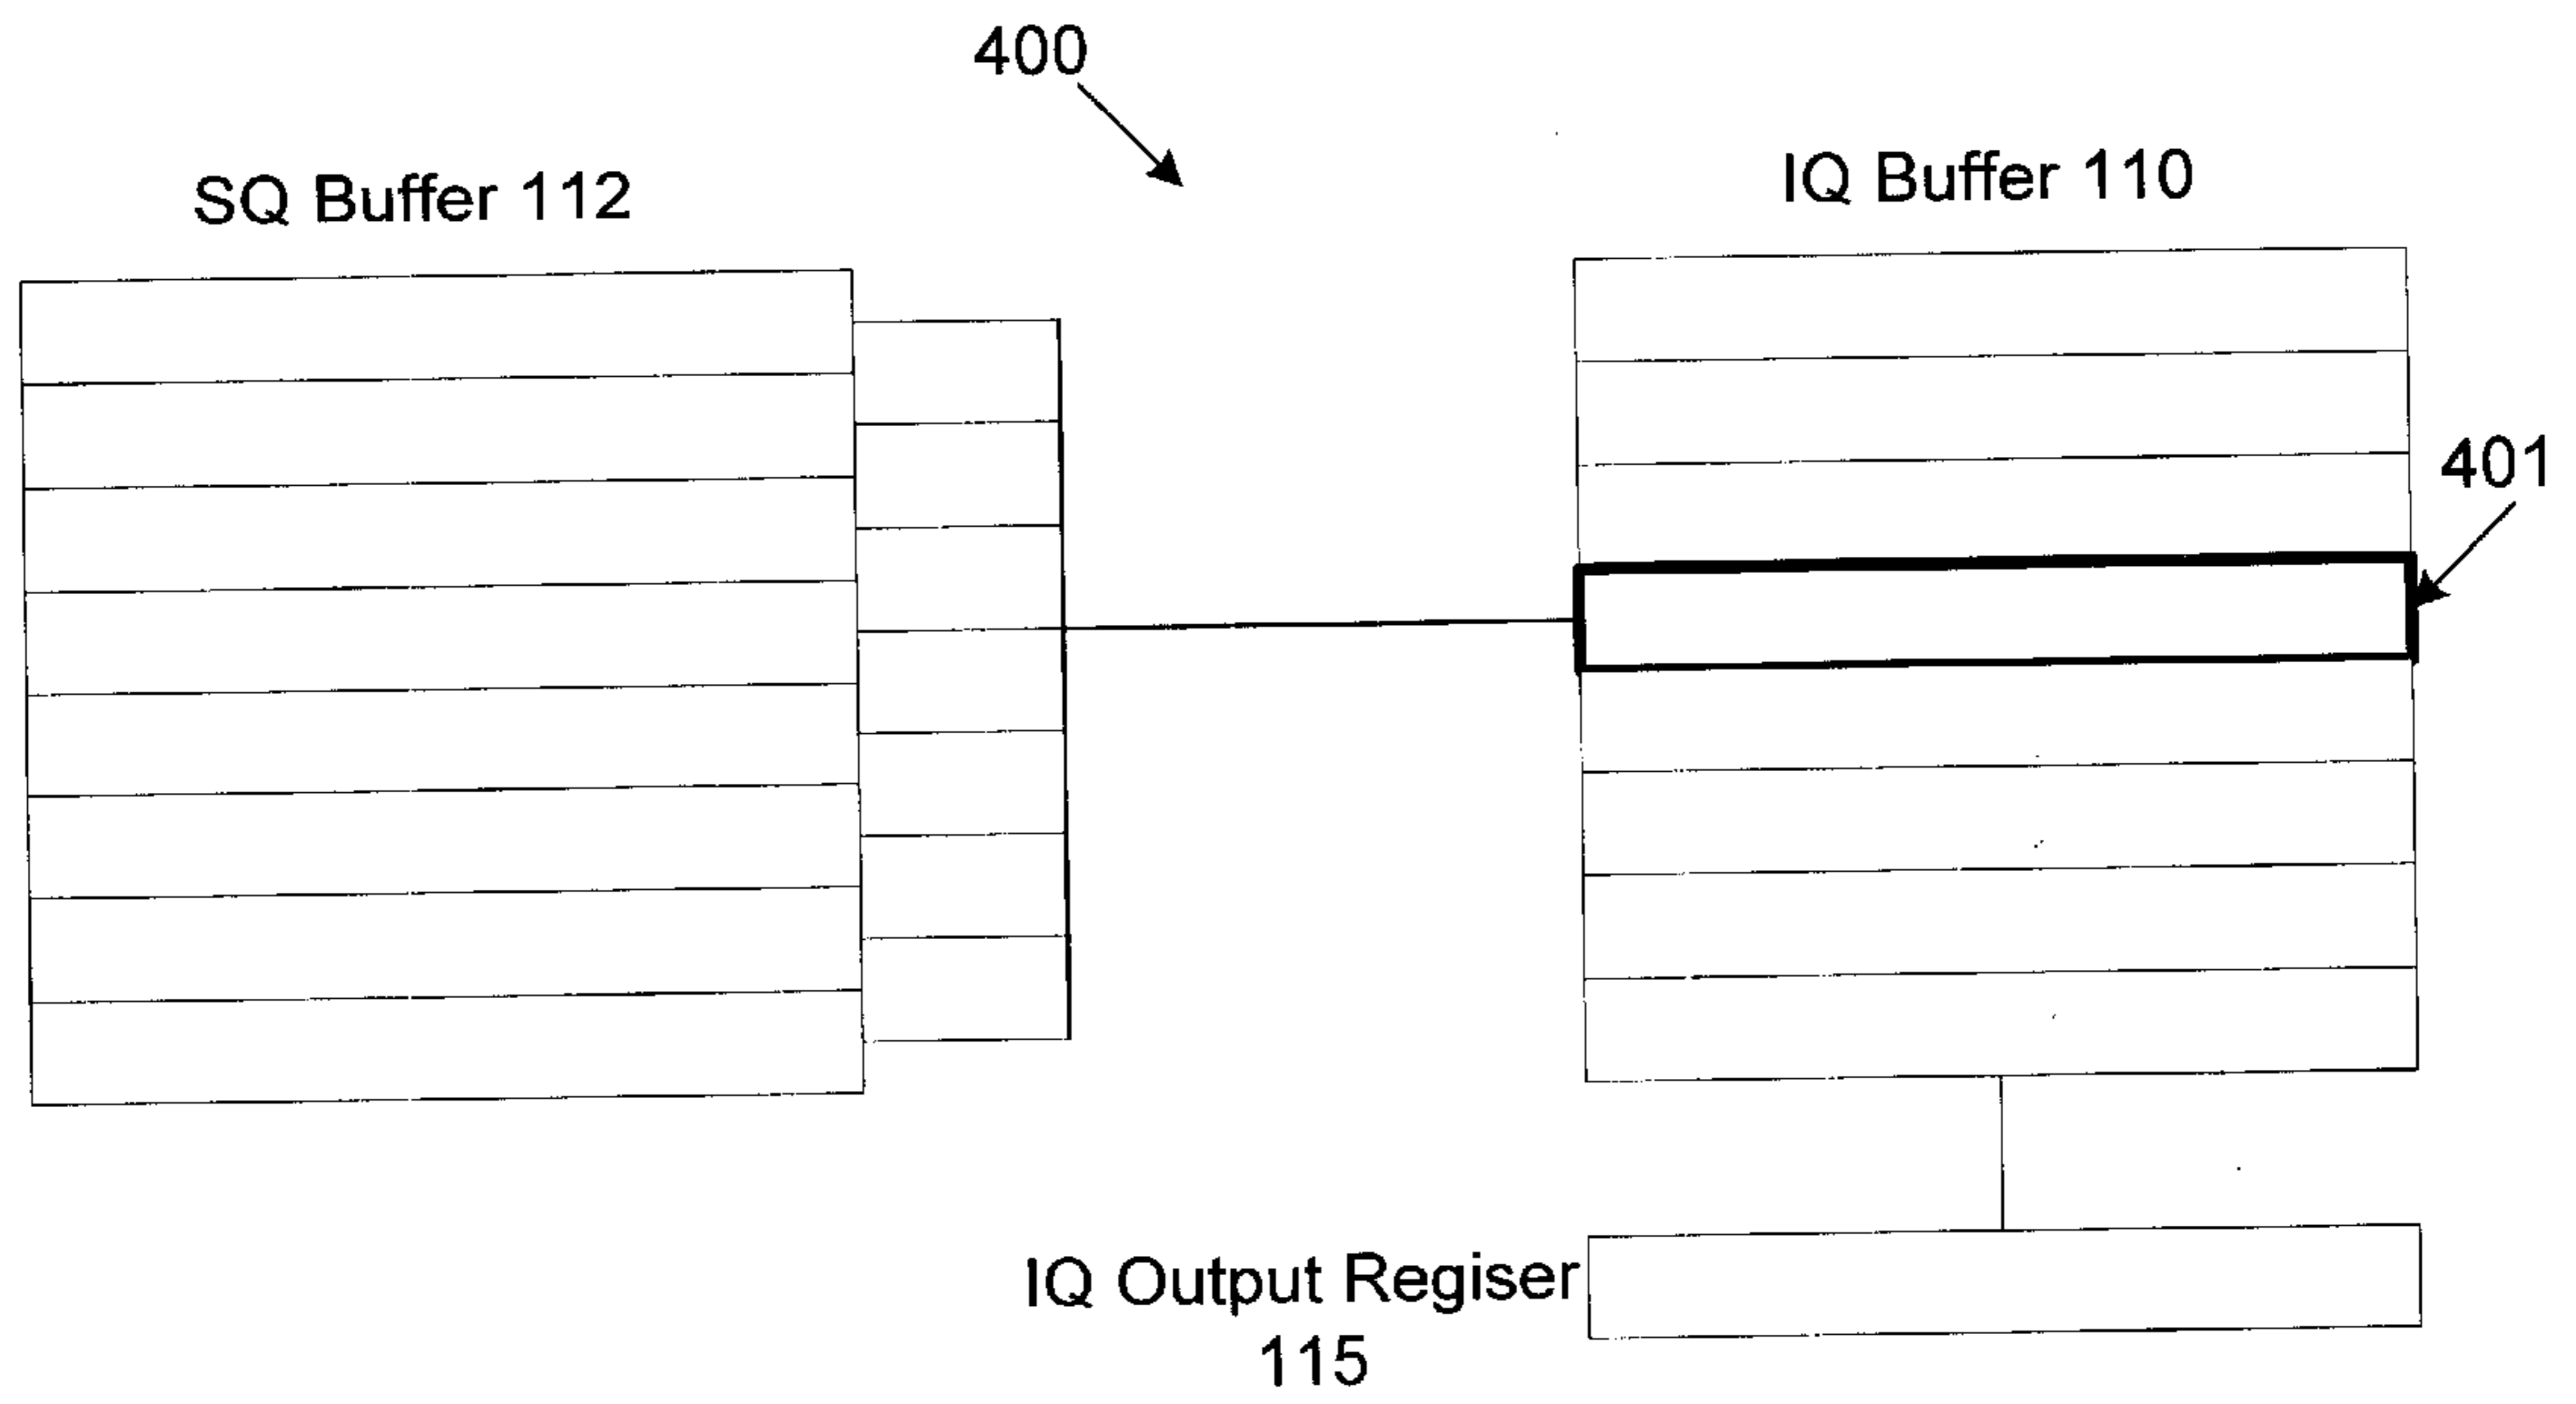 400
SQ Buffer 112
IQ Buffer 110
401
IQ Output Regiser
115